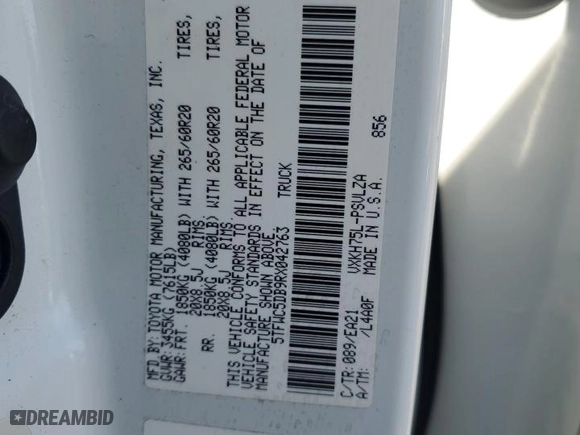 MFD.BY: TOYOTA MOTOR MANUFACTURING, TEXAS, INC.
GVWR: 3455KG (7615LB)
GAWR: FRT. 1850KG (4080LB) WITH 265/60R20 TIRES,
20X8.5J RIMS
RR. 1850KG (4080LB) WITH 265/60R20 TIRES,
20X8.5J RIMS
THIS VEHICLE CONFORMS TO ALL APPLICABLE FEDERAL MOTOR
VEHICLE SAFETY STANDARDS IN EFFECT ON THE DATE OF
MANUFACTURE SHOWN ABOVE.
5TFWC5DB9RX042763 TRUCK
C/TR: 089/EA21 VXKH75L-PSVLZA
A/TM: /L4A0F MADE IN U.S.A. 856
DREAMBID